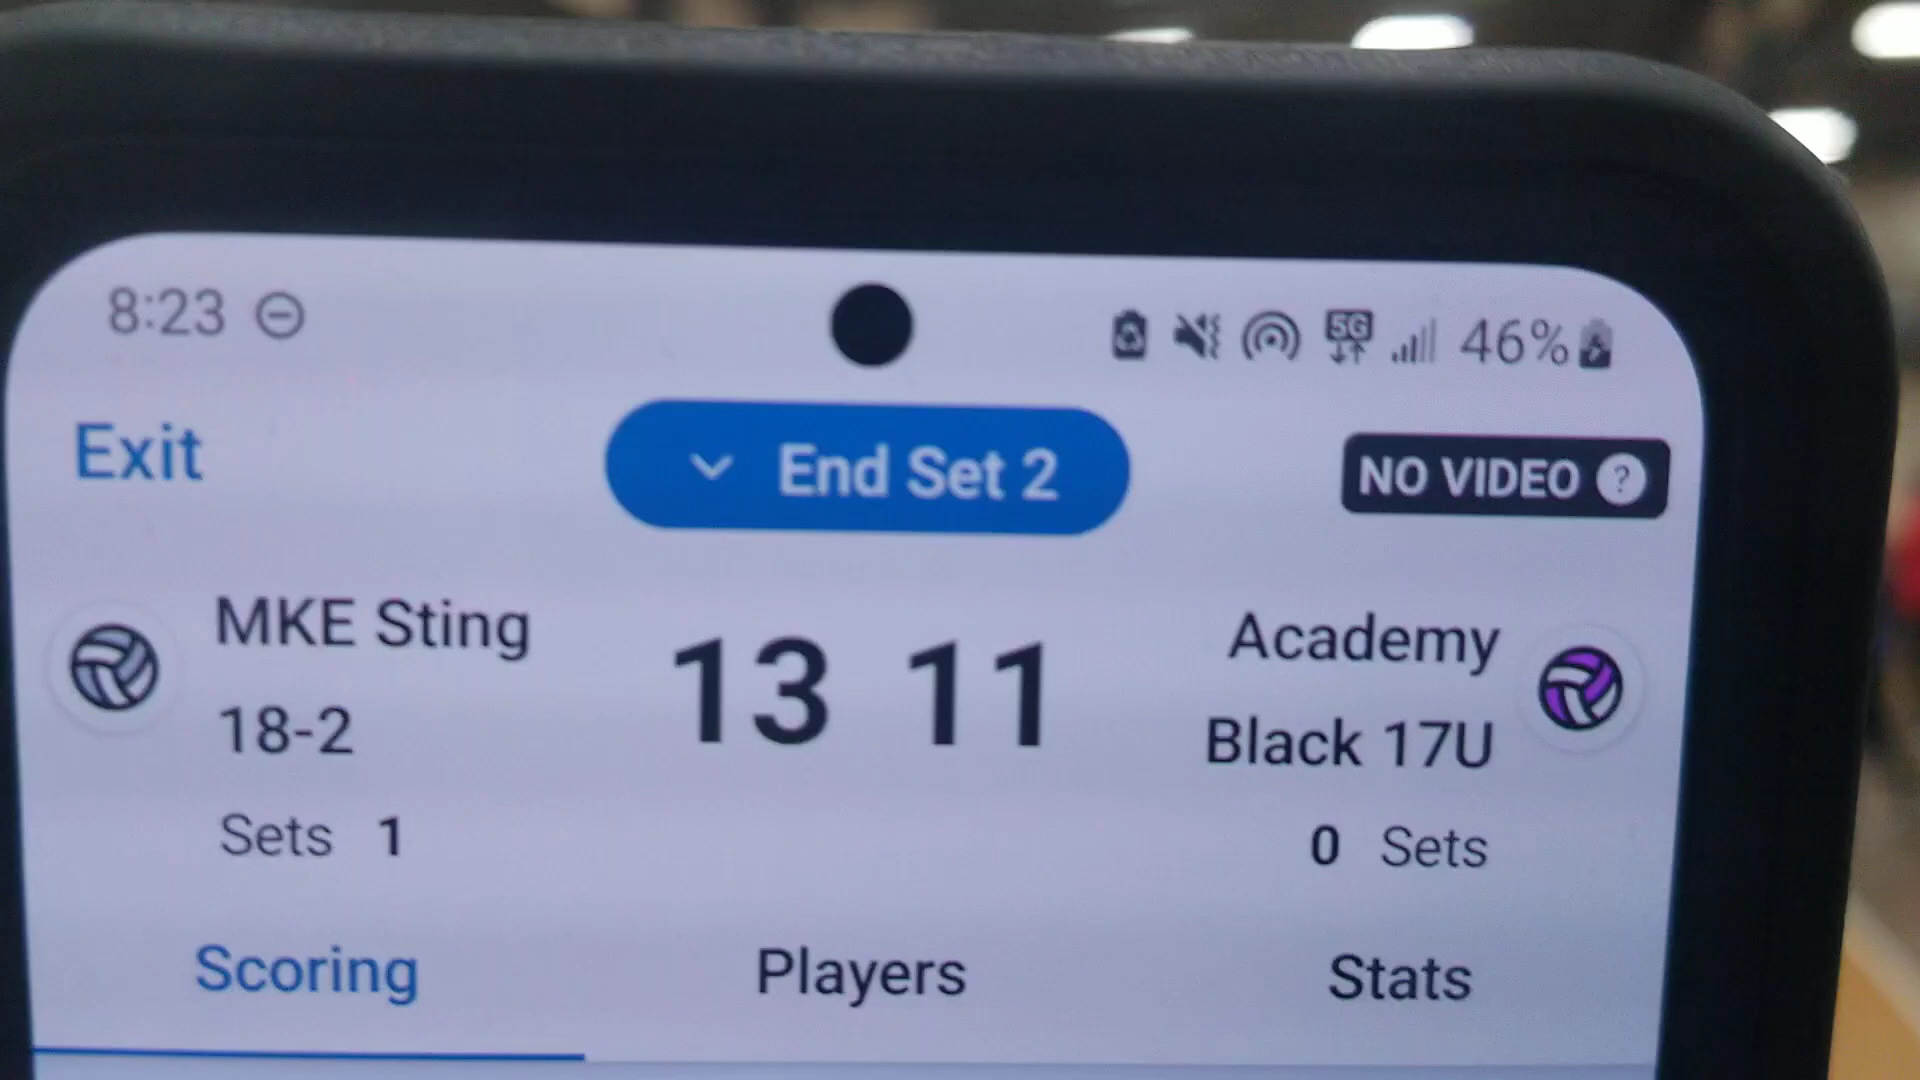 8:23 5G 46%
Exit End Set 2 NO VIDEO ?
MKE Sting
18-2
13 11
Academy
Black 17U
Sets 1
0 Sets
Scoring Players Stats